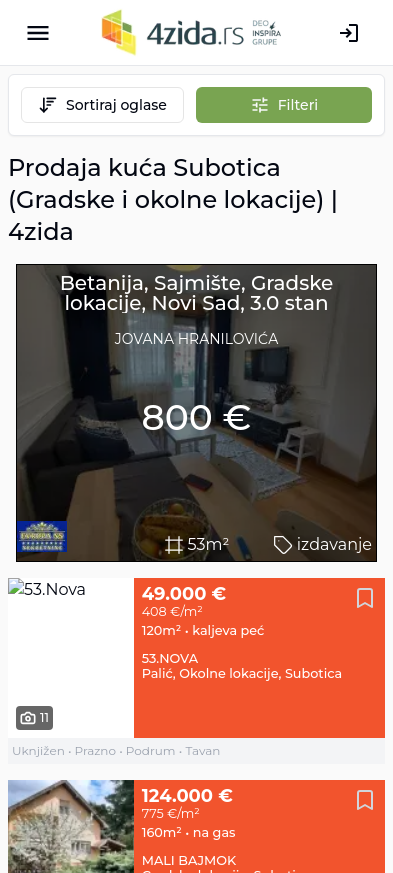 4zida.rs DEO INSPIRA GRUPE
Sortiraj oglase
Filteri
Prodaja kuća Subotica
(Gradske i okolne lokacije) |
4zida
Betanija, Sajmište, Gradske
lokacije, Novi Sad, 3.0 stan
JOVANA HRANILOVIĆA
800 €
53m²
izdavanje
53.Nova
49.000 €
408 €/m²
120m² • kaljeva peć
53.NOVA
Palić, Okolne lokacije, Subotica
11
Uknjižen • Prazno • Podrum • Tavan
124.000 €
775 €/m²
160m² • na gas
MALI BAJMOK